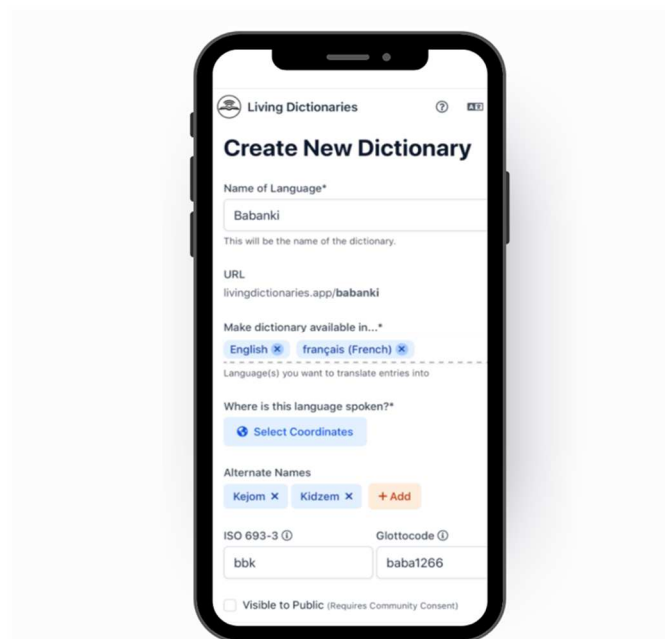 Living Dictionaries
Create New Dictionary
Name of Language*
Babanki
This will be the name of the dictionary.
URL
livingdictionaries.app/babanki
Make dictionary available in...*
English × français (French) ×
Language(s) you want to translate entries into
Where is this language spoken?*
Select Coordinates
Alternate Names
Kejom × Kidzem × + Add
ISO 693-3 Glottocode
bbk baba1266
Visible to Public (Requires Community Consent)